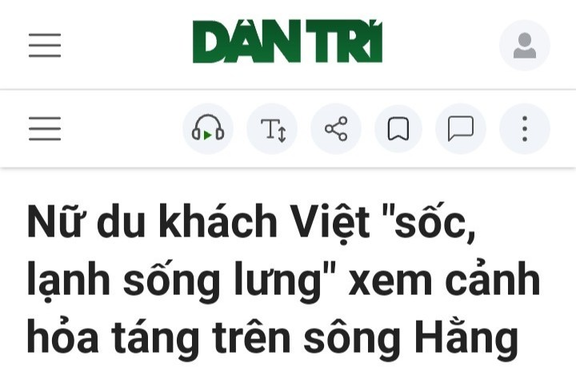 DÂN TRÍ
T
Nữ du khách Việt "sốc,
lạnh sống lưng" xem cảnh
hỏa táng trên sông Hằng